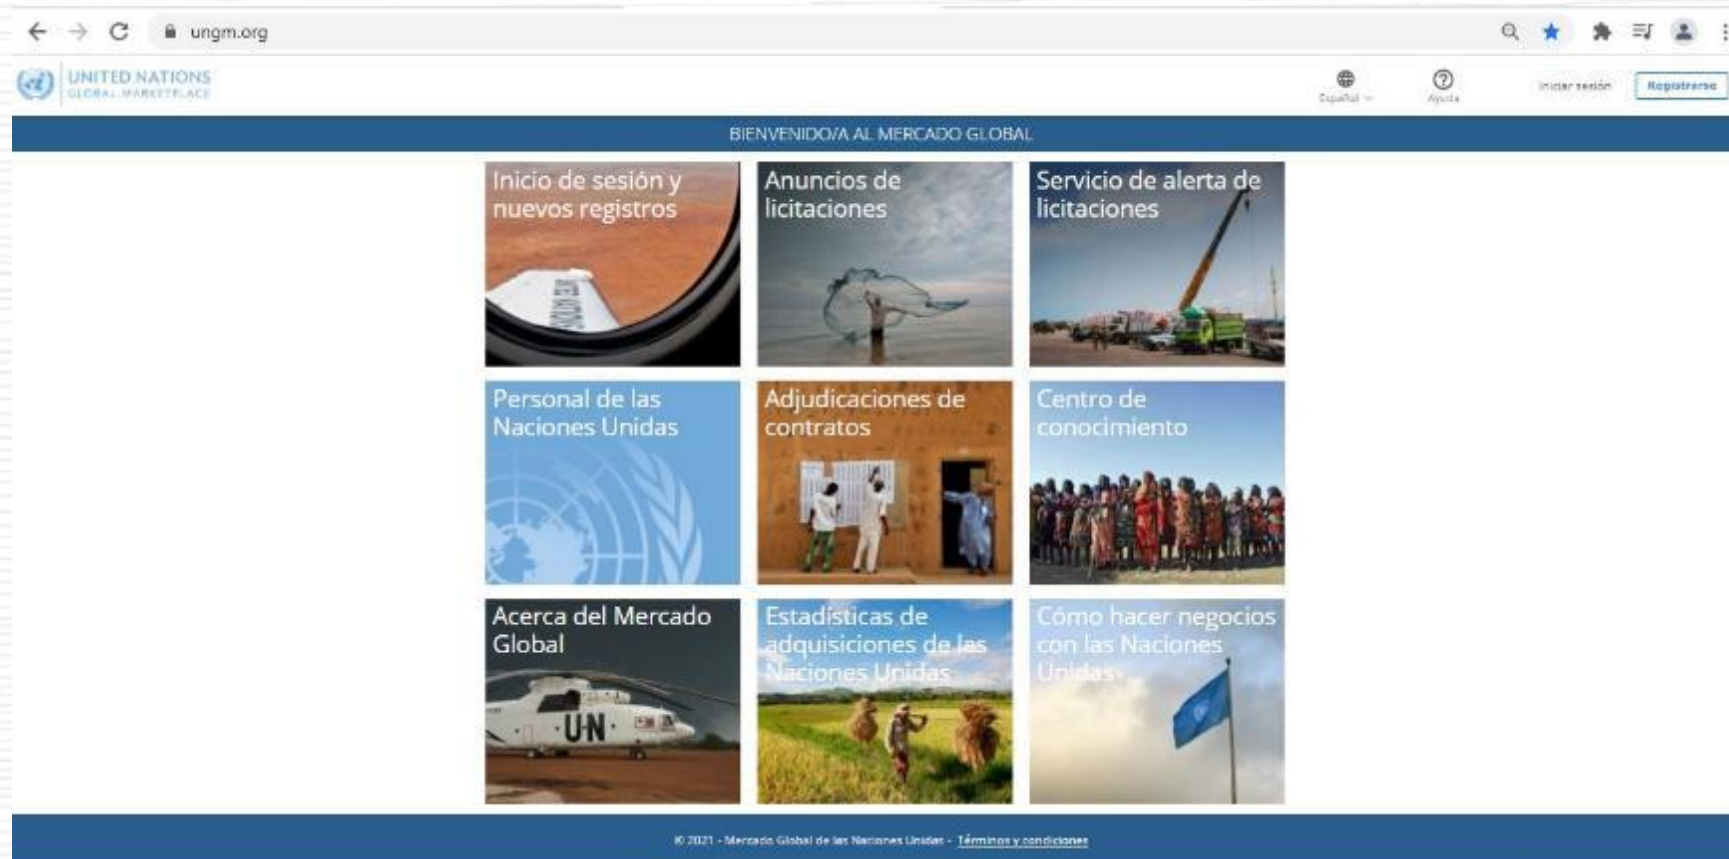 ungm.org
UNITED NATIONS
GLOBAL MARKETPLACE
Español
Ayuda
Iniciar sesión
Registrarse
BIENVENIDO/A AL MERCADO GLOBAL
Inicio de sesión y
nuevos registros
UNITED NATIONS
Anuncios de
licitaciones
Servicio de alerta de
licitaciones
Personal de las
Naciones Unidas
Adjudicaciones de
contratos
Centro de
conocimiento
Acerca del Mercado
Global
UN
Estadísticas de
adquisiciones de las
Naciones Unidas
Cómo hacer negocios
con las Naciones
Unidas
© 2021 - Mercado Global de las Naciones Unidas - Términos y condiciones